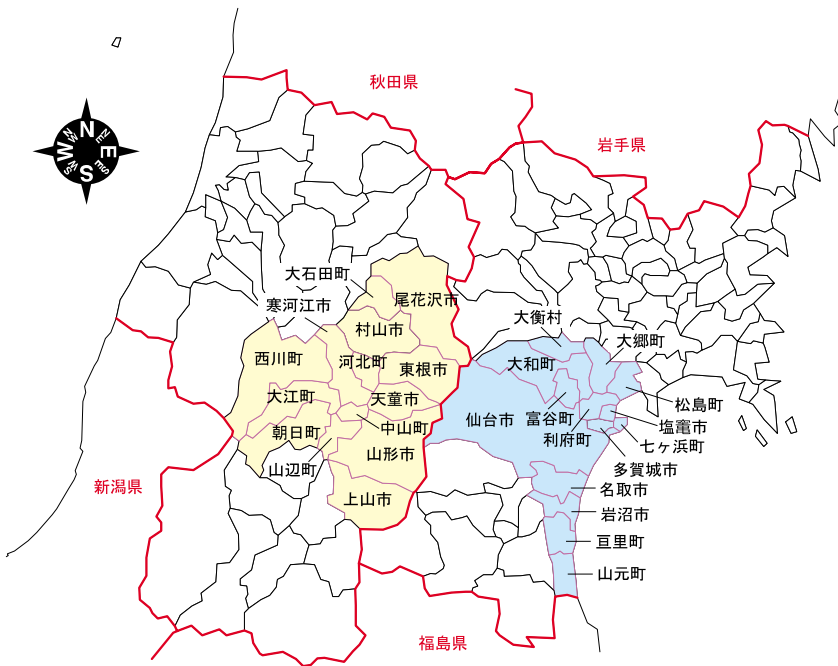 秋田県
岩手県
N
NE
E
SE
S
SW
W
NW
大石田町
尾花沢市
寒河江市
大衡村
村山市
大郷町
西川町
河北町
大和町
東根市
大江町
天童市
松島町
仙台市
富谷町
塩竈市
朝日町
中山町
利府町
七ヶ浜町
山形市
山辺町
多賀城市
新潟県
名取市
上山市
岩沼市
亘里町
山元町
福島県